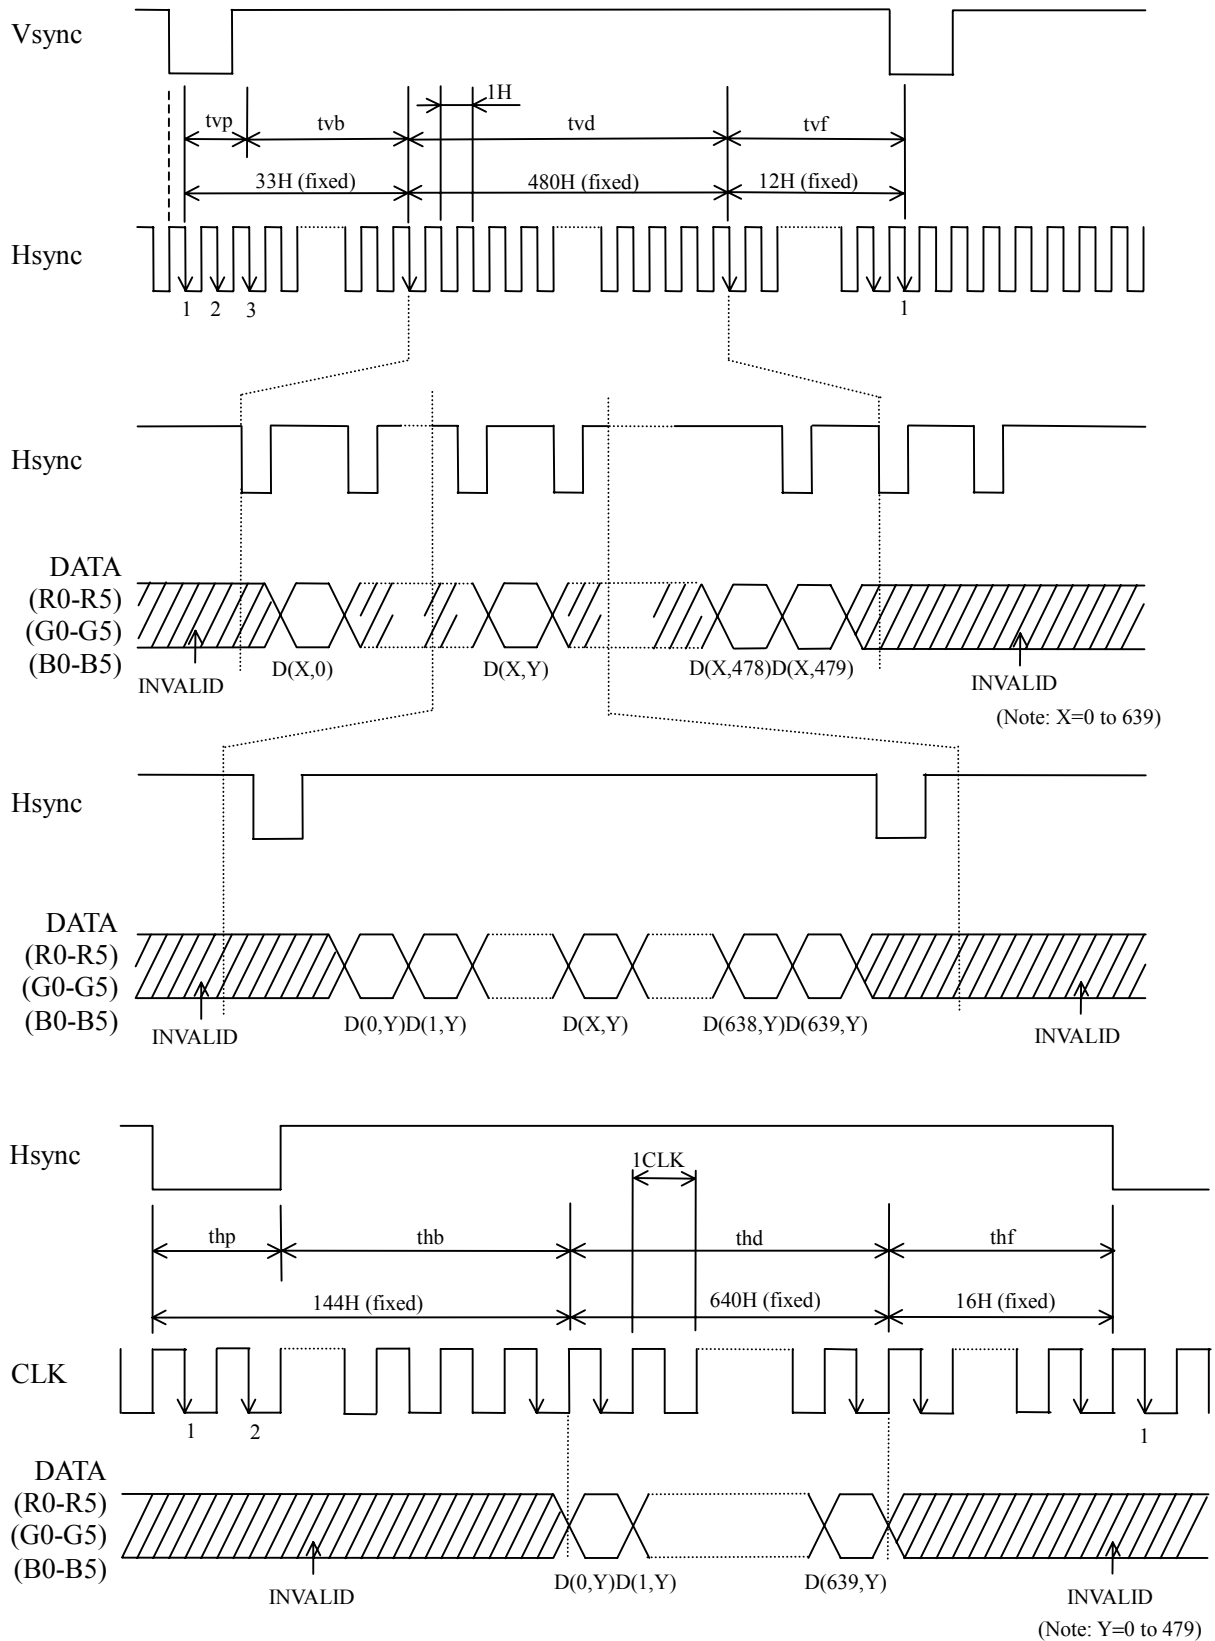 Vsync
1H
tvp
tvb
tvd
tvf
33H (fixed)
480H (fixed)
12H (fixed)
Hsync
1
2
3
1
Hsync
DATA
(R0-R5)
(G0-G5)
(B0-B5)
INVALID
D(X,0)
D(X,Y)
D(X,478)D(X,479)
INVALID
(Note: X=0 to 639)
Hsync
DATA
(R0-R5)
(G0-G5)
(B0-B5)
INVALID
D(0,Y)D(1,Y)
D(X,Y)
D(638,Y)D(639,Y)
INVALID
Hsync
1CLK
thp
thb
thd
thf
144H (fixed)
640H (fixed)
16H (fixed)
CLK
1
2
1
DATA
(R0-R5)
(G0-G5)
(B0-B5)
INVALID
D(0,Y)D(1,Y)
D(639,Y)
INVALID
(Note: Y=0 to 479)